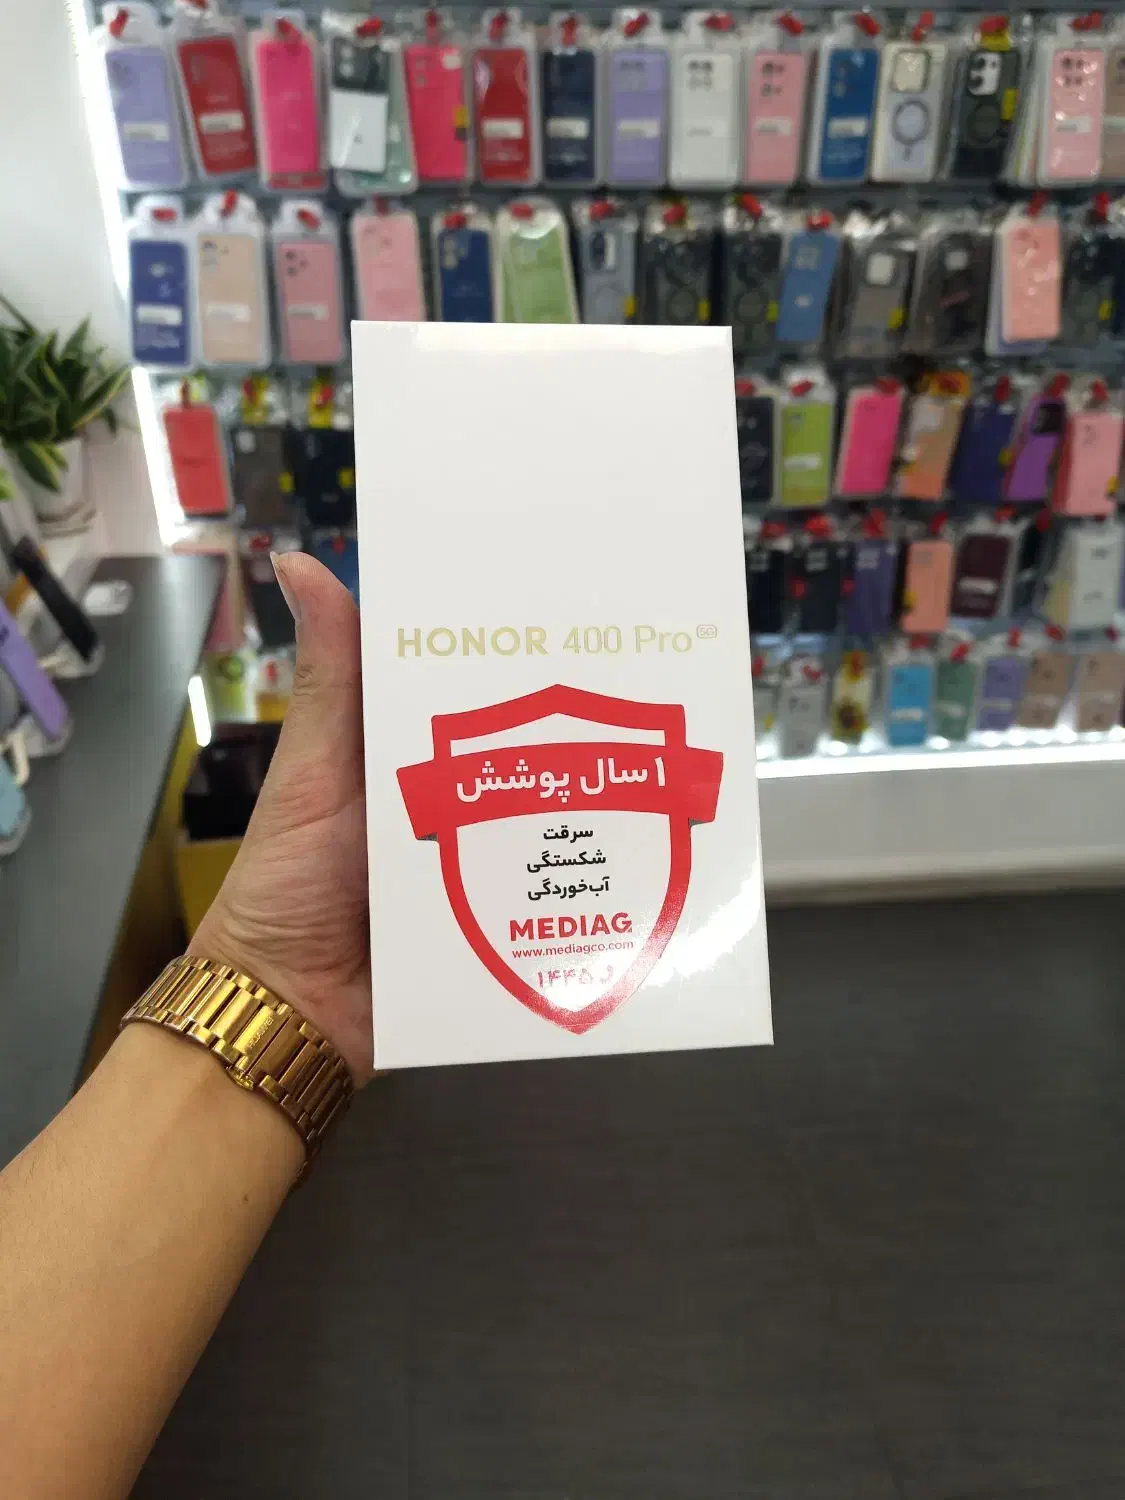 HONOR 400 Pro 5G
۱ سال پوشش
سرقت
شکستگی
آب‌خوردگی
MEDIAG
www.mediagco.com